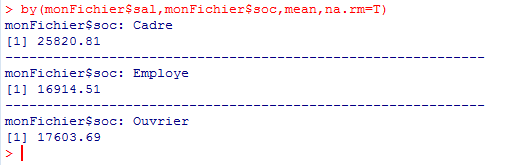 > by(monFichier$sal,monFichier$soc,mean,na.rm=T)
monFichier$soc: Cadre
[1] 25820.81
------------------------------------------------------------
monFichier$soc: Employe
[1] 16914.51
------------------------------------------------------------
monFichier$soc: Ouvrier
[1] 17603.69
>